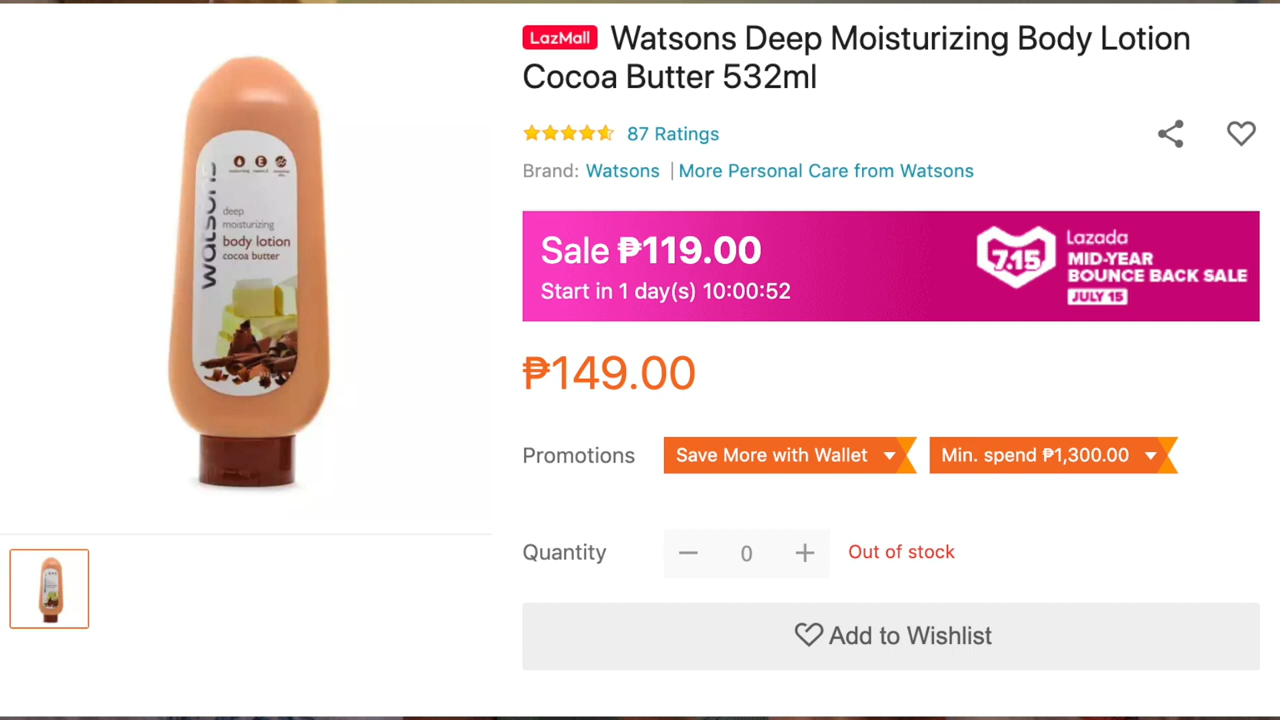 LazMall Watsons Deep Moisturizing Body Lotion
Cocoa Butter 532ml
87 Ratings
Brand: Watsons | More Personal Care from Watsons
Sale ₱119.00
Start in 1 day(s) 10:00:52
7.15
Lazada
MID-YEAR
BOUNCE BACK SALE
JULY 15
₱149.00
Promotions Save More with Wallet Min. spend ₱1,300.00
Quantity 0 Out of stock
Add to Wishlist
watsons
E
deep
moisturizing
body lotion
cocoa butter